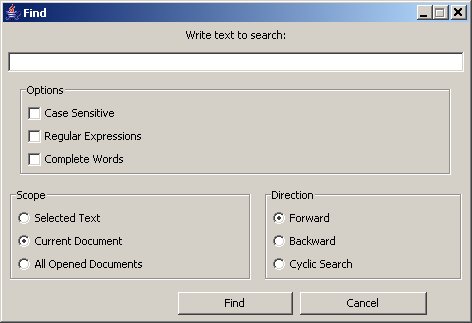 Find
Write text to search:
Options
Case Sensitive
Regular Expressions
Complete Words
Scope
Selected Text
Current Document
All Opened Documents
Direction
Forward
Backward
Cyclic Search
Find
Cancel